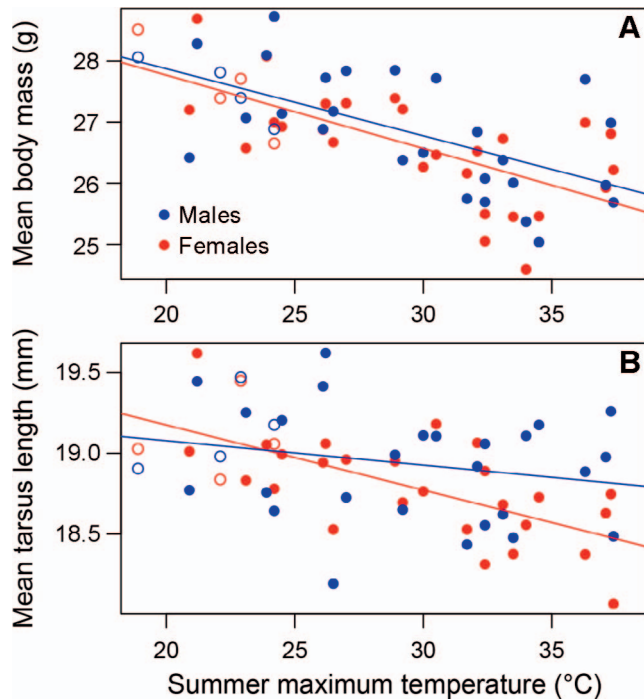 A
Mean body mass (g)
28
27
26
25
Males
Females
20 25 30 35
B
Mean tarsus length (mm)
19.5
19.0
18.5
20 25 30 35
Summer maximum temperature (°C)